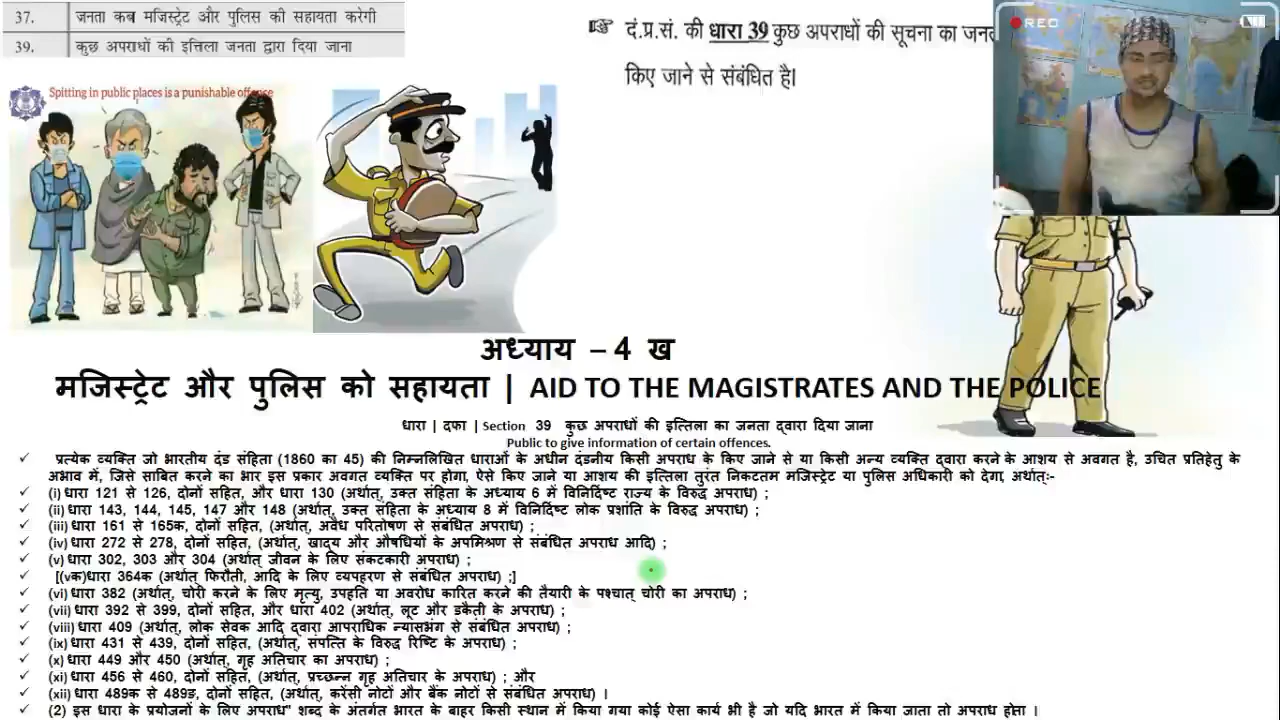 37. जनता कब मजिस्ट्रेट और पुलिस की सहायता करेगी
39. कुछ अपराधों की इत्तिला जनता द्वारा दिया जाना
☞ दं.प्र.सं. की धारा 39 कुछ अपराधों की सूचना का
किए जाने से संबंधित है।
REC
Spitting in public places is a punishable offence
अध्याय – 4 ख
मजिस्ट्रेट और पुलिस को सहायता | AID TO THE MAGISTRATES AND THE POLICE
धारा | दफा | Section 39 कुछ अपराधों की इत्तिला का जनता द्वारा दिया जाना
Public to give information of certain offences.
✓ प्रत्येक व्यक्ति जो भारतीय दंड संहिता (1860 का 45) की निम्नलिखित धाराओं के अधीन दंडनीय किसी अपराध के किए जाने से या किसी अन्य व्यक्ति द्वारा करने के आशय से अवगत है, उचित प्रतिहेतु के
अभाव में, जिसे साबित करने का भार इस प्रकार अवगत व्यक्ति पर होगा, ऐसे किए जाने या आशय की इत्तिला तुरंत निकटतम मजिस्ट्रेट या पुलिस अधिकारी को देगा, अर्थात्:-
✓ (i) धारा 121 से 126, दोनों सहित, और धारा 130 (अर्थात्, उक्त संहिता के अध्याय 6 में विनिर्दिष्ट राज्य के विरुद्ध अपराध) ;
✓ (ii) धारा 143, 144, 145, 147 और 148 (अर्थात्, उक्त संहिता के अध्याय 8 में विनिर्दिष्ट लोक प्रशांति के विरुद्ध अपराध) ;
✓ (iii) धारा 161 से 165क, दोनों सहित, (अर्थात्, अवैध परितोषण से संबंधित अपराध) ;
✓ (iv) धारा 272 से 278, दोनों सहित, (अर्थात्, खाद्य और औषधियों के अपमिश्रण से संबंधित अपराध आदि) ;
✓ (v) धारा 302, 303 और 304 (अर्थात् जीवन के लिए संकटकारी अपराध) ;
✓ [(vक)धारा 364क (अर्थात् फिरौती, आदि के लिए व्यपहरण से संबंधित अपराध) ;]
✓ (vi) धारा 382 (अर्थात्, चोरी करने के लिए मृत्यु, उपहति या अवरोध कारित करने की तैयारी के पश्चात् चोरी का अपराध) ;
✓ (vii) धारा 392 से 399, दोनों सहित, और धारा 402 (अर्थात्, लूट और डकैती के अपराध) ;
✓ (viii) धारा 409 (अर्थात्, लोक सेवक आदि द्वारा आपराधिक न्यासभंग से संबंधित अपराध) ;
✓ (ix) धारा 431 से 439, दोनों सहित, (अर्थात्, संपत्ति के विरुद्ध रिष्टि के अपराध) ;
✓ (x) धारा 449 और 450 (अर्थात्, गृह अतिचार का अपराध) ;
✓ (xi) धारा 456 से 460, दोनों सहित, (अर्थात्, प्रच्छन्न गृह अतिचार के अपराध) ; और
✓ (xii) धारा 489क से 489ङ, दोनों सहित, (अर्थात्, करेंसी नोटों और बैंक नोटों से संबंधित अपराध) ।
✓ (2) इस धारा के प्रयोजनों के लिए अपराध" शब्द के अंतर्गत भारत के बाहर किसी स्थान में किया गया कोई ऐसा कार्य भी है जो यदि भारत में किया जाता तो अपराध होता ।